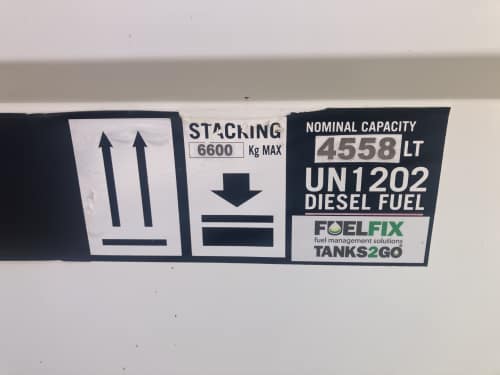 STACKING
6600 Kg MAX
NOMINAL CAPACITY
4558 LT
UN1202
DIESEL FUEL
FUELFIX
fuel management solutions
TANKS2GO